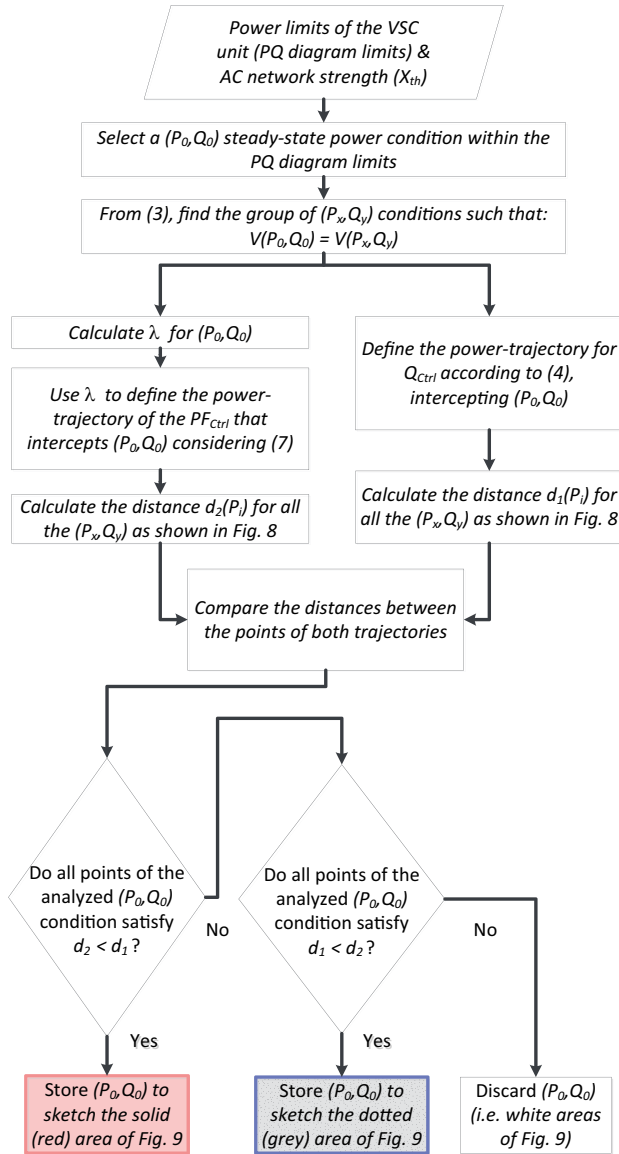 Power limits of the VSC
unit (PQ diagram limits) &
AC network strength (Xth)
Select a (P0,Q0) steady-state power condition within the
PQ diagram limits
From (3), find the group of (Px,Qy) conditions such that:
V(P0,Q0) = V(Px,Qy)
Calculate λ for (P0,Q0)
Use λ to define the power-
trajectory of the PFCtrl that
intercepts (P0,Q0) considering (7)
Calculate the distance d2(Pi) for all
the (Px,Qy) as shown in Fig. 8
Define the power-trajectory for
QCtrl according to (4),
intercepting (P0,Q0)
Calculate the distance d1(Pi) for
all the (Px,Qy) as shown in Fig. 8
Compare the distances between
the points of both trajectories
Do all points of the
analyzed (P0,Q0)
condition satisfy
d2 < d1 ?
No
Yes
Do all points of the
analyzed (P0,Q0)
condition satisfy
d1 < d2 ?
No
Yes
Store (P0,Q0) to
sketch the solid
(red) area of Fig. 9
Store (P0,Q0) to
sketch the dotted
(grey) area of Fig. 9
Discard (P0,Q0)
(i.e. white areas
of Fig. 9)